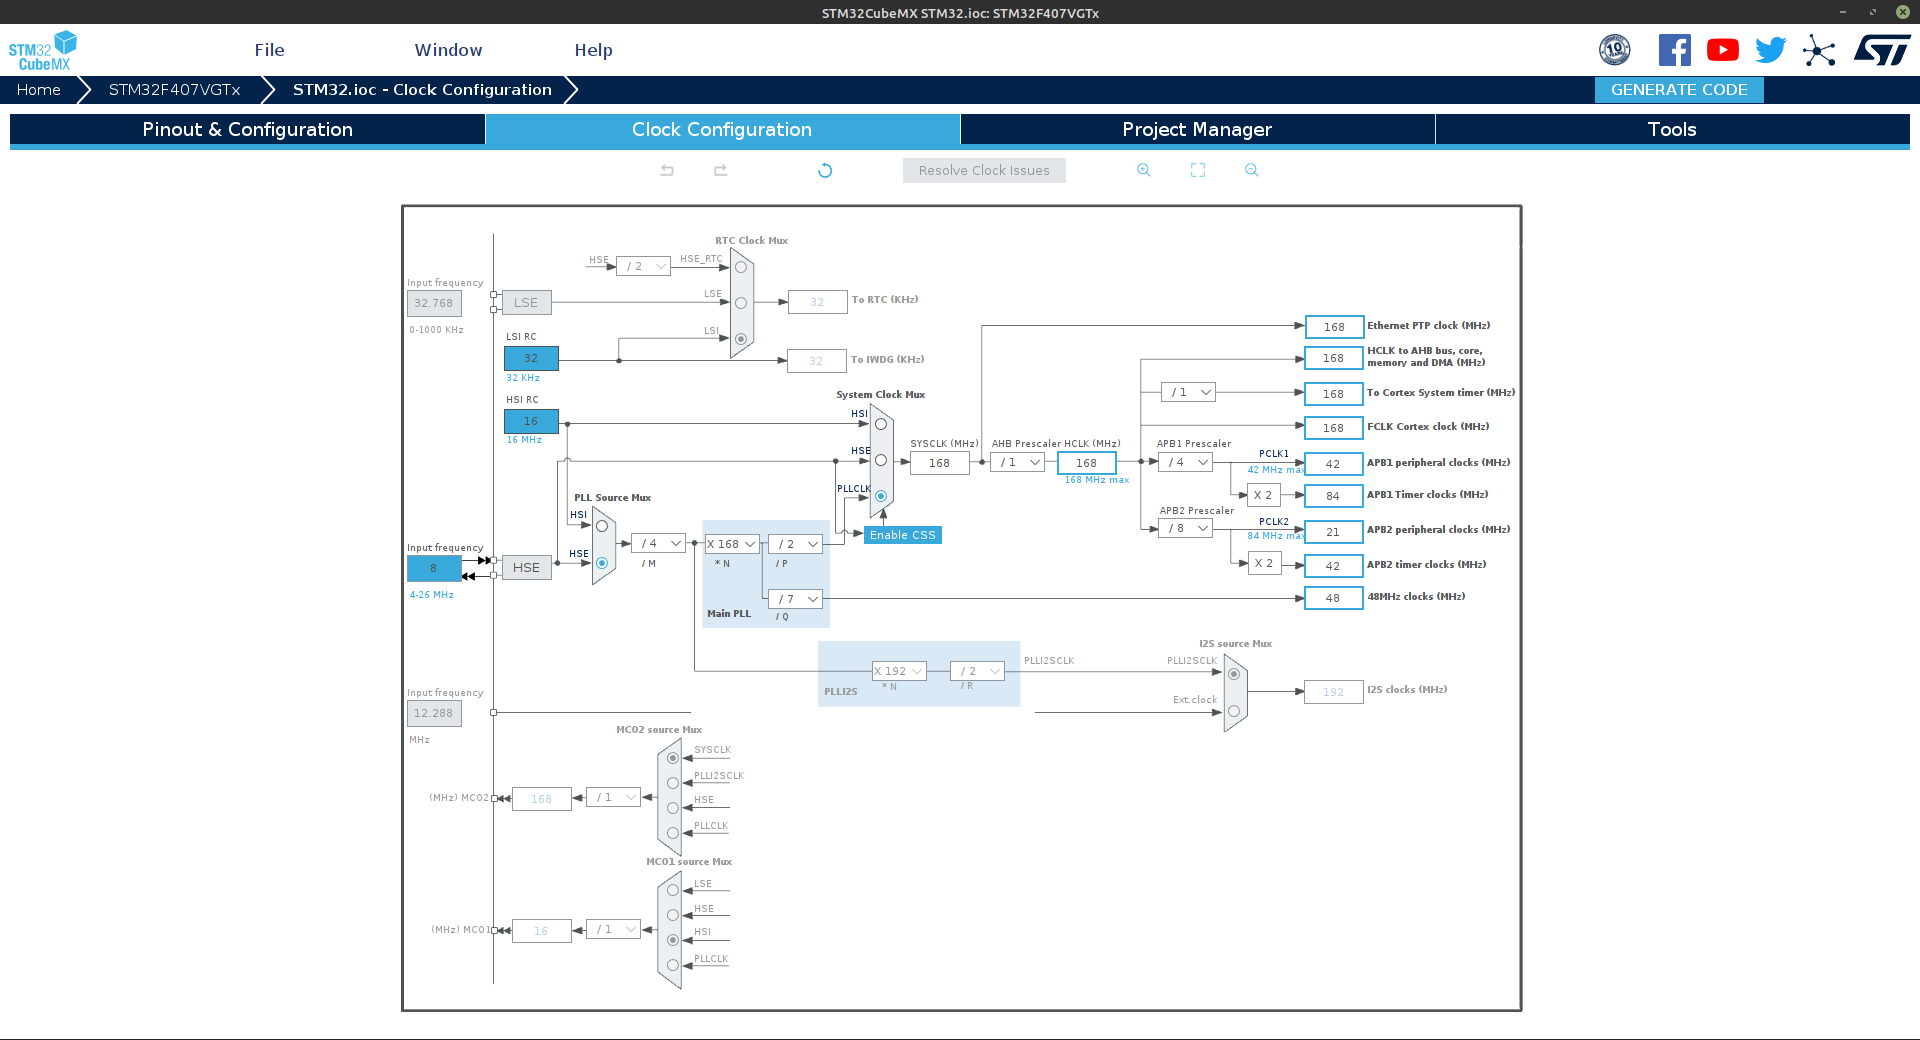 STM32CubeMX STM32.ioc: STM32F407VGTx
STM32
CubeMX
File
Window
Help
10
ST
Home
STM32F407VGTx
STM32.ioc - Clock Configuration
GENERATE CODE
Pinout & Configuration
Clock Configuration
Project Manager
Tools
Resolve Clock Issues
RTC Clock Mux
HSE
/ 2
HSE_RTC
Input frequency
32.768
0-1000 KHz
LSE
LSE
32
To RTC (KHz)
LSI RC
32
32 KHz
LSI
32
To IWDG (KHz)
HSI RC
16
16 MHz
System Clock Mux
HSI
HSE
PLLCLK
SYSCLK (MHz)
168
AHB Prescaler
/ 1
HCLK (MHz)
168
168 MHz max
Enable CSS
168
Ethernet PTP clock (MHz)
168
HCLK to AHB bus, core,
memory and DMA (MHz)
/ 1
168
To Cortex System timer (MHz)
168
FCLK Cortex clock (MHz)
APB1 Prescaler
/ 4
PCLK1
42 MHz max
42
APB1 peripheral clocks (MHz)
X 2
84
APB1 Timer clocks (MHz)
APB2 Prescaler
/ 8
PCLK2
84 MHz max
21
APB2 peripheral clocks (MHz)
X 2
42
APB2 timer clocks (MHz)
48
48MHz clocks (MHz)
PLL Source Mux
HSI
HSE
Input frequency
8
4-26 MHz
HSE
/ 4
/ M
X 168
* N
/ 2
/ P
/ 7
/ Q
Main PLL
X 192
* N
/ 2
/ R
PLLI2S
PLLI2SCLK
I2S source Mux
PLLI2SCLK
Ext.clock
192
I2S clocks (MHz)
Input frequency
12.288
MHz
MCO2 source Mux
SYSCLK
PLLI2SCLK
HSE
PLLCLK
(MHz) MCO2
168
/ 1
MCO1 source Mux
LSE
HSE
HSI
PLLCLK
(MHz) MCO1
16
/ 1